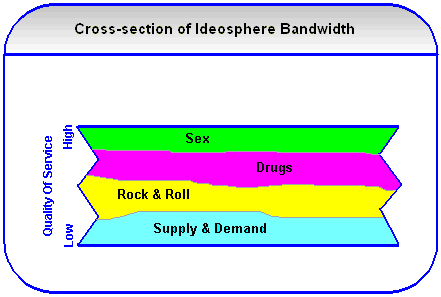 Cross-section of Ideosphere Bandwidth
Quality Of Service
High
Low
Sex
Drugs
Rock & Roll
Supply & Demand